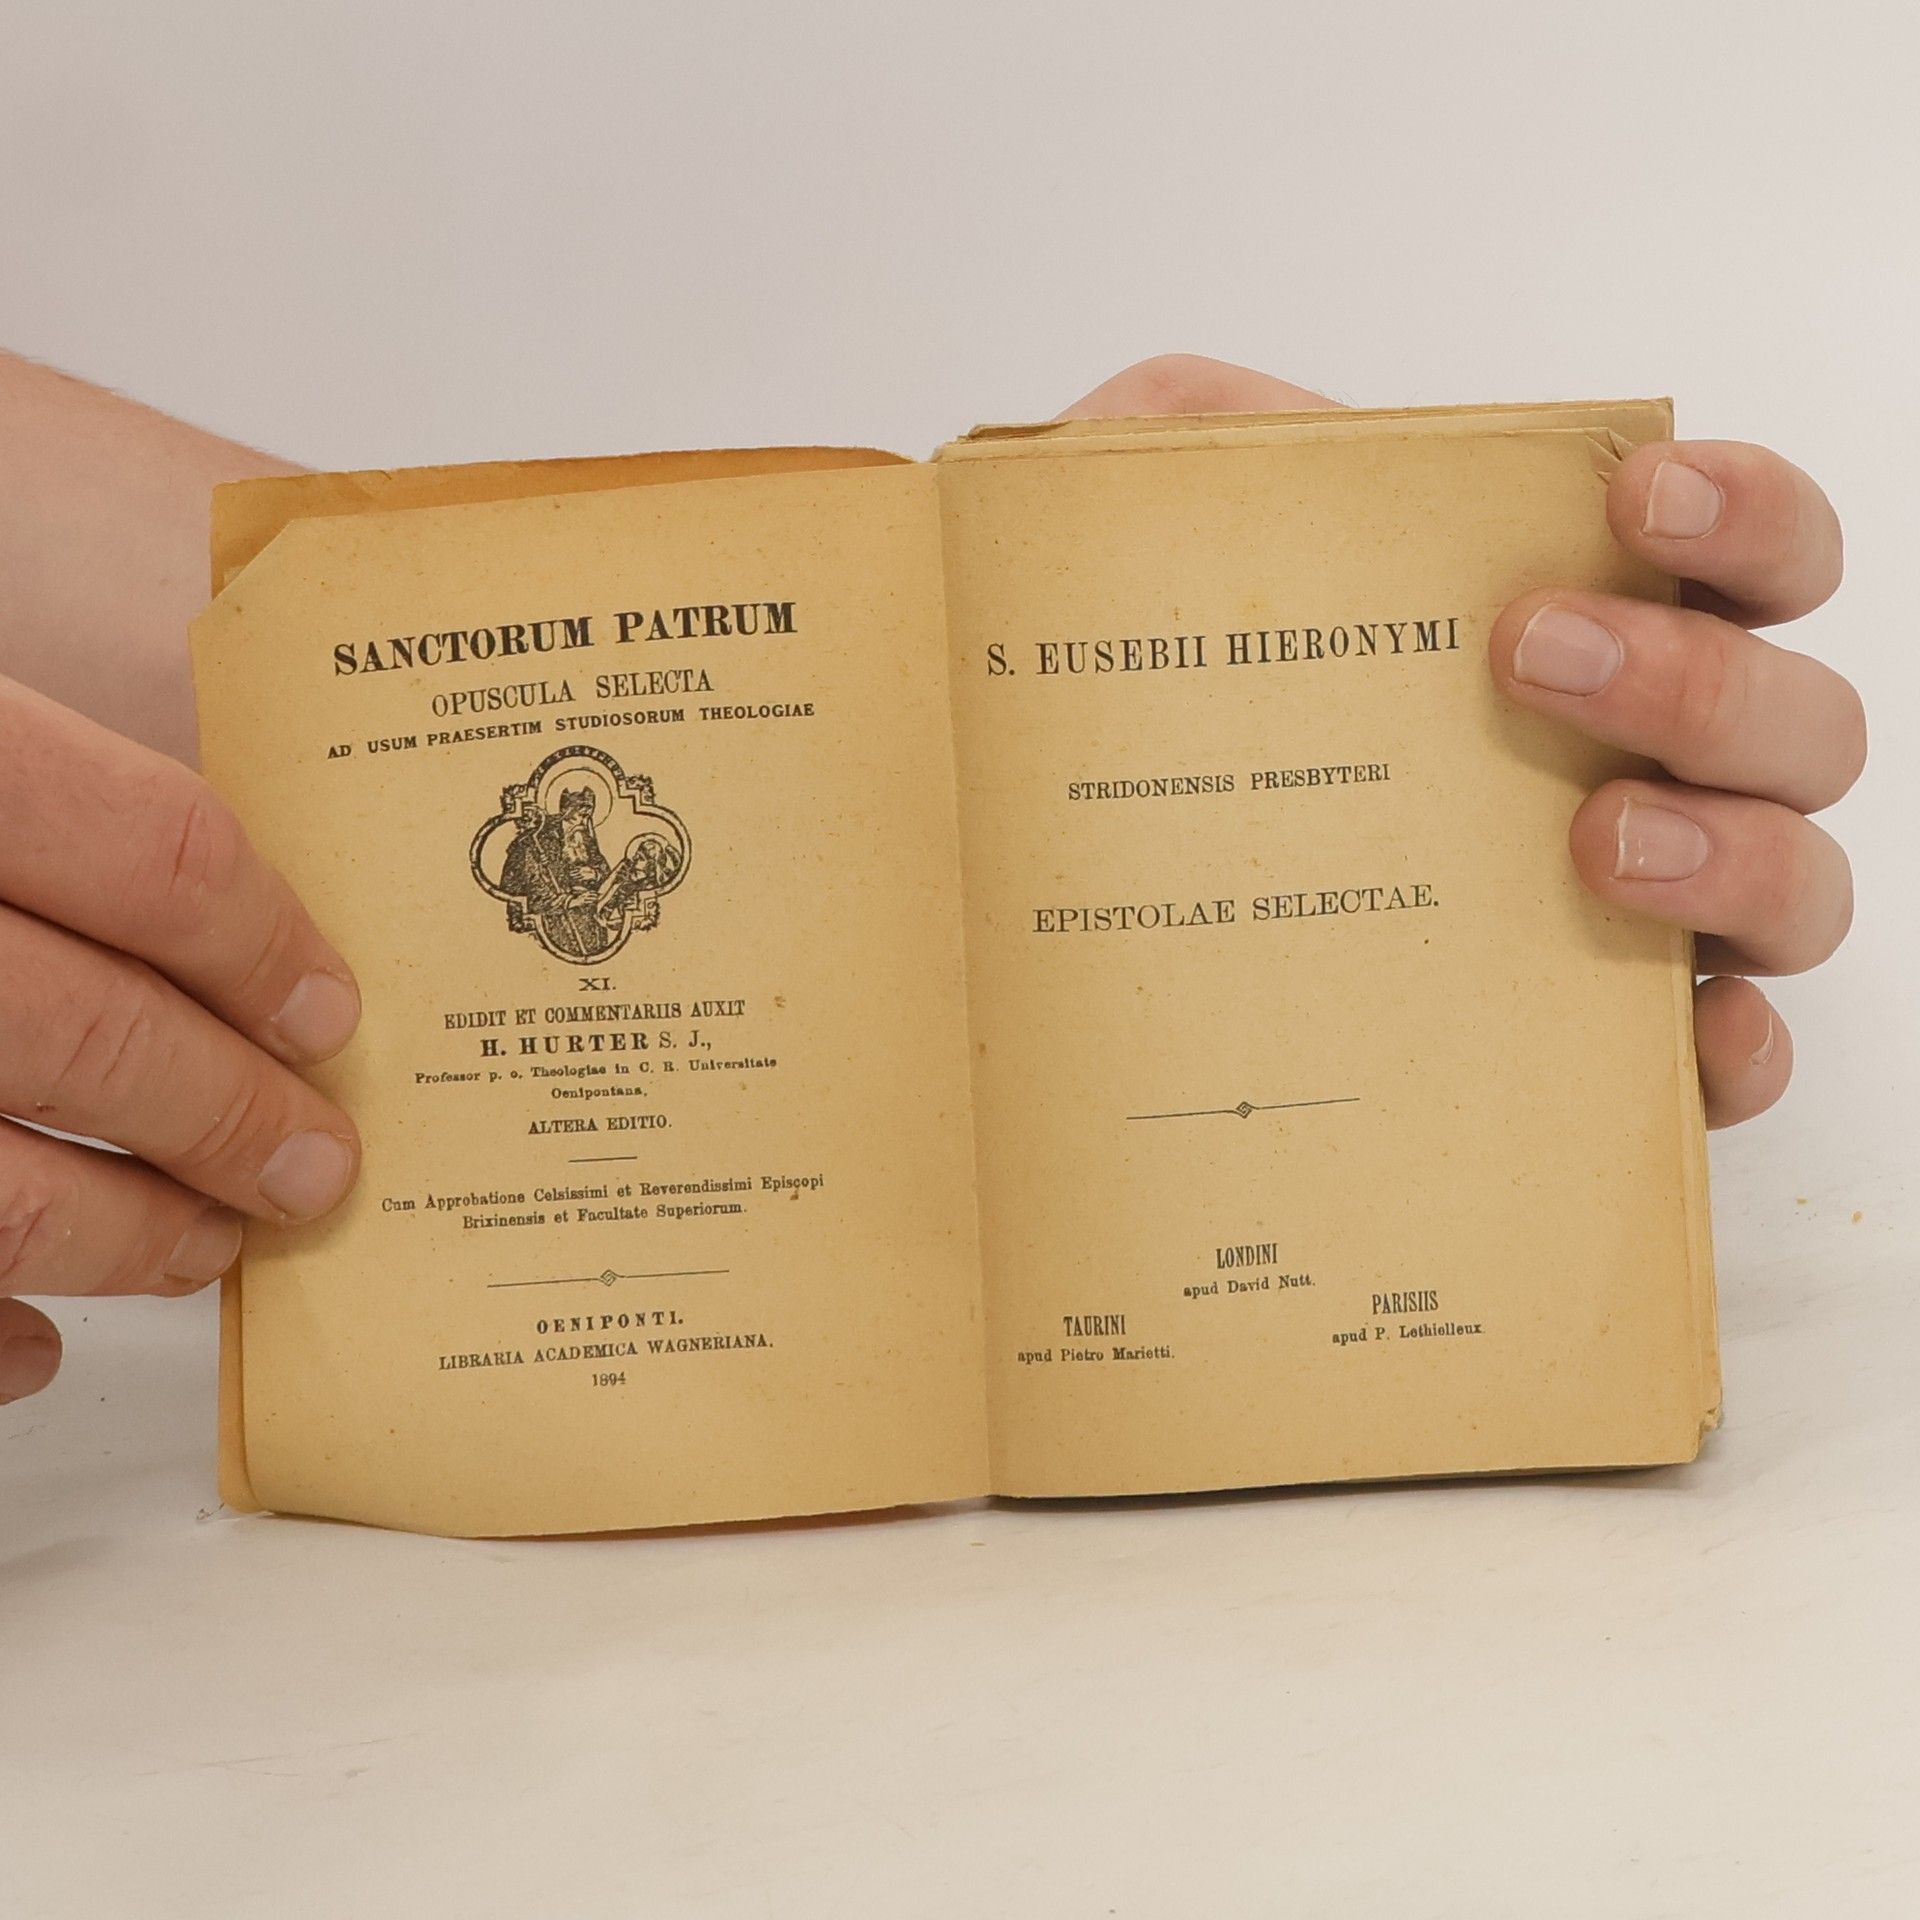 SANCTORUM PATRUM
OPUSCULA SELECTA
AD USUM PRAESERTIM STUDIOSORUM THEOLOGIAE
XI.
EDIDIT ET COMMENTARIIS AUXIT
H. HURTER S. J.,
Professor p. o. Theologiae in C. R. Universitate
Oenipontana.
ALTERA EDITIO.
Cum Approbatione Celsissimi et Reverendissimi Episcopi
Brixinensis et Facultate Superiorum.
OENIPONTI.
LIBRARIA ACADEMICA WAGNERIANA.
1894
S. EUSEBII HIERONYMI
STRIDONENSIS PRESBYTERI
EPISTOLAE SELECTAE.
LONDINI
apud David Nutt.
TAURINI
apud Pietro Marietti.
PARISIIS
apud P. Lethielleux